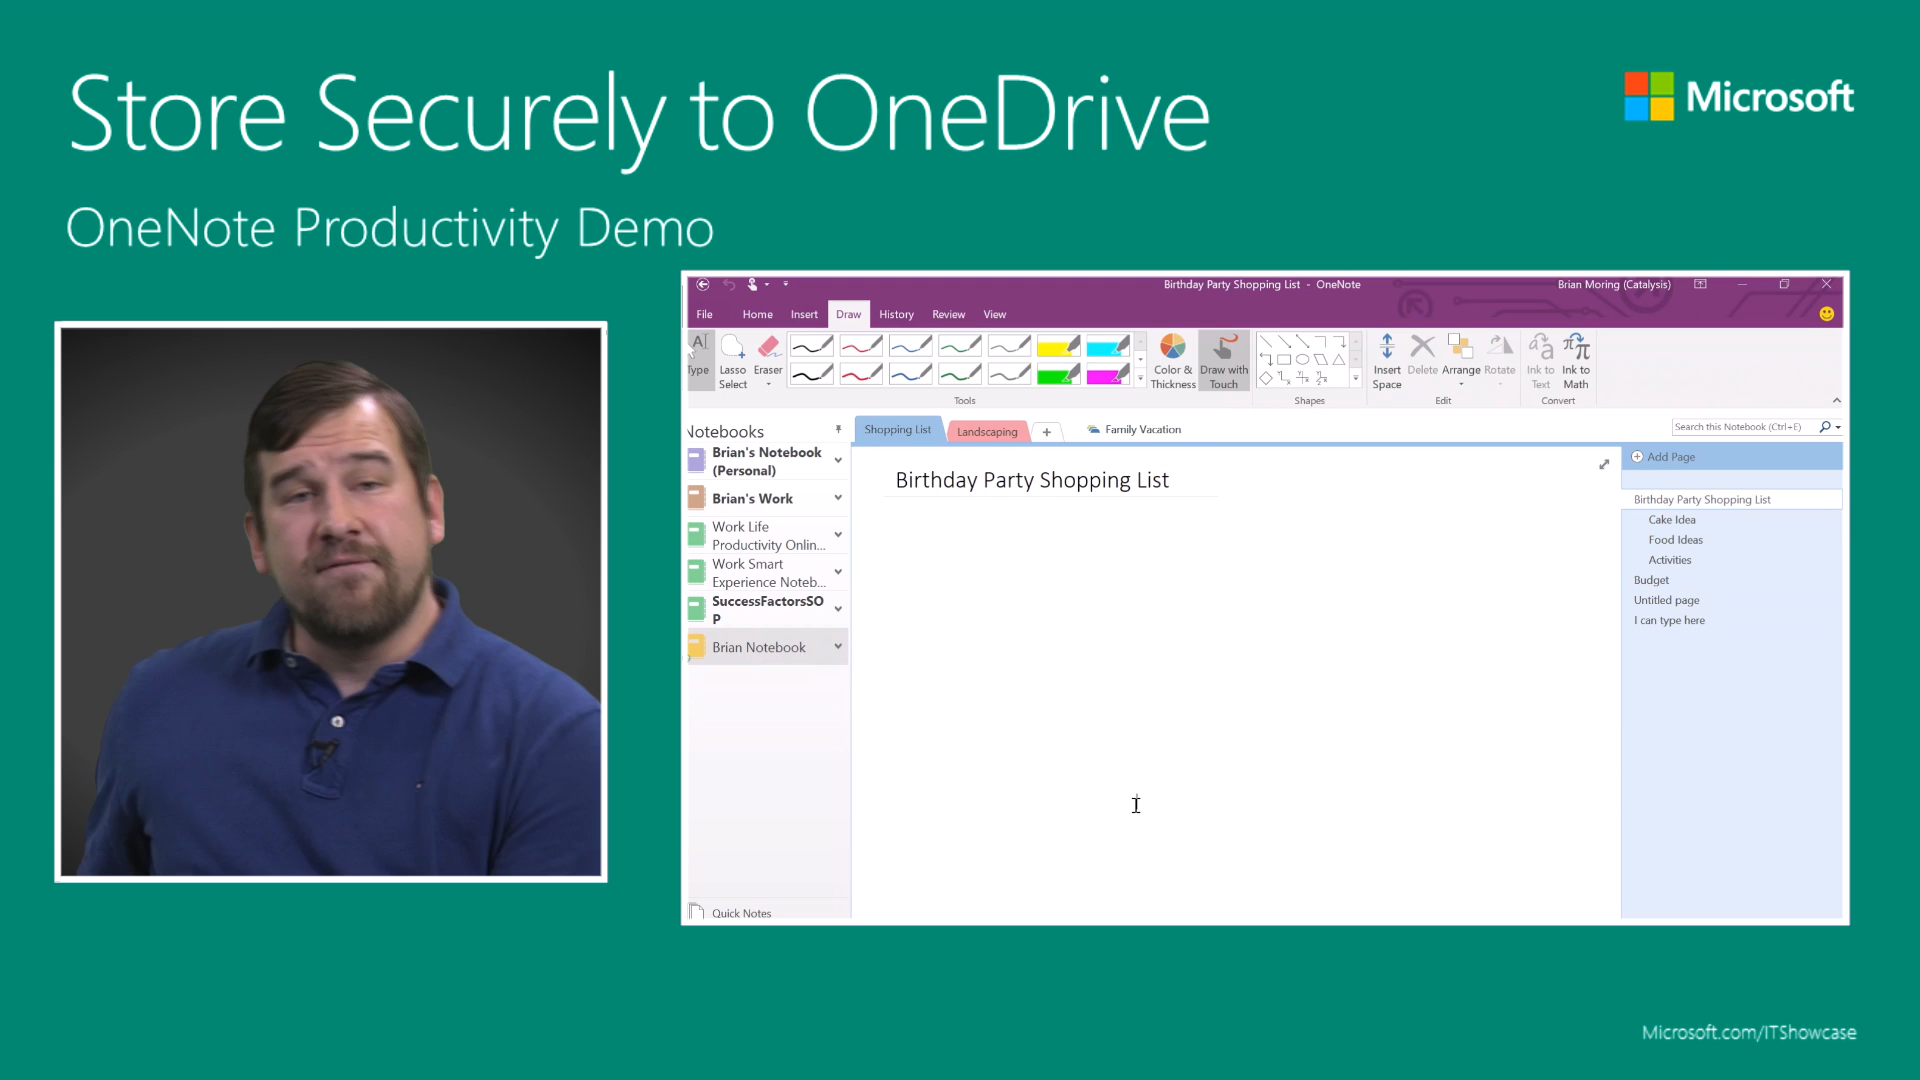 Store Securely to OneDrive
Microsoft
OneNote Productivity Demo
Birthday Party Shopping List - OneNote
Brian Moring (Catalysis)
File Home Insert Draw History Review View
Type
Lasso Select
Eraser
Color & Thickness
Draw with Touch
Insert Space
Delete
Arrange
Rotate
Ink to Text
Ink to Math
Tools
Shapes
Edit
Convert
Notebooks
Shopping List
Landscaping
+
Family Vacation
Search this Notebook (Ctrl+E)
Brian's Notebook
(Personal)
Brian's Work
Work Life
Productivity Onlin...
Work Smart
Experience Noteb...
SuccessFactorsSO
P
Brian Notebook
Quick Notes
Birthday Party Shopping List
Add Page
Birthday Party Shopping List
Cake Idea
Food Ideas
Activities
Budget
Untitled page
I can type here
Microsoft.com/ITShowcase